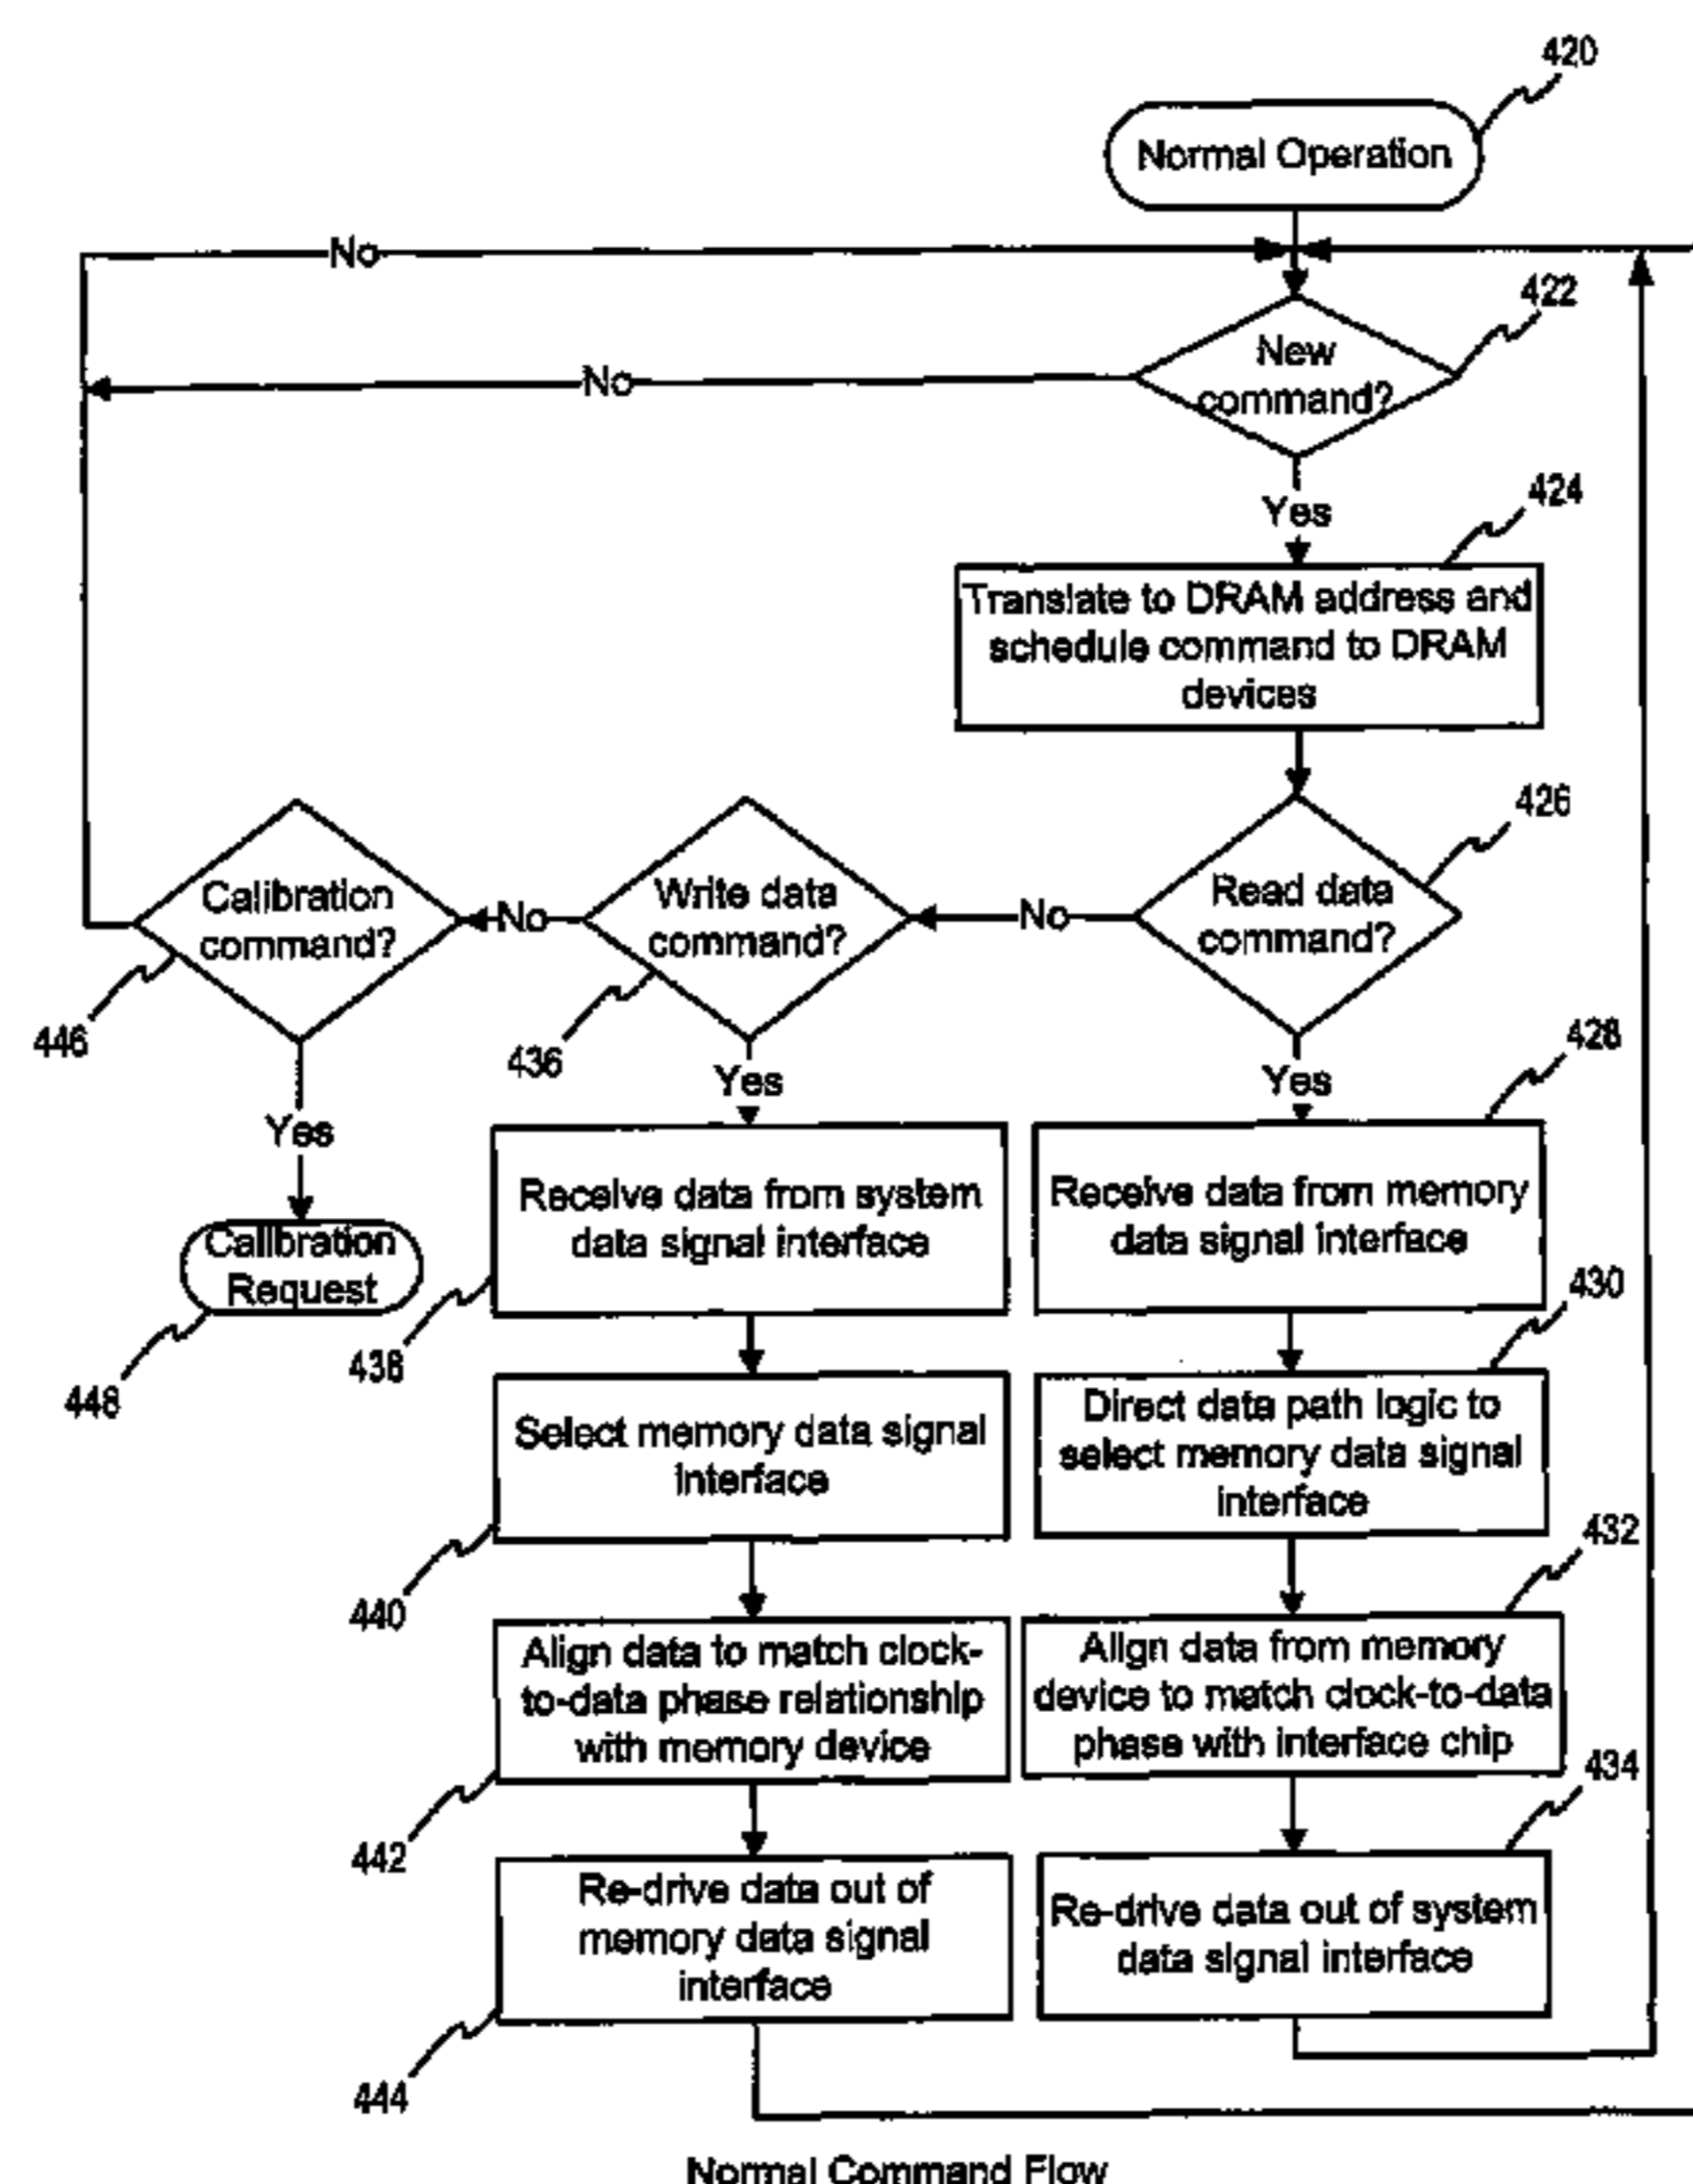 420
Normal Operation
No
422
New
command?
No
Yes
424
Translate to DRAM address and
schedule command to DRAM
devices
426
Calibration
command?
No
Write data
command?
No
Read data
command?
446
436
428
Yes
Yes
Yes
Calibration
Request
448
Receive data from system
data signal interface
438
Receive data from memory
data signal interface
430
Select memory data signal
interface
440
Direct data path logic to
select memory data signal
interface
432
Align data to match clock-
to-data phase relationship
with memory device
442
Align data from memory
device to match clock-to-data
phase with interface chip
434
Re-drive data out of
memory data signal
interface
444
Re-drive data out of system
data signal interface
Normal Command Flow